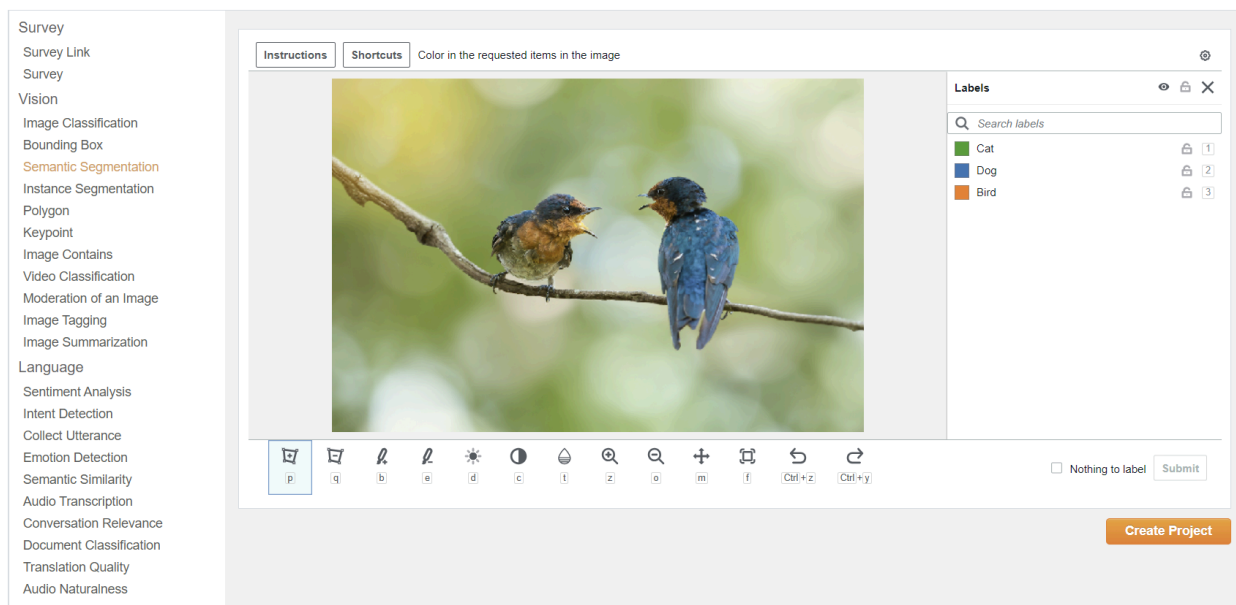 Survey
Survey Link
Survey
Vision
Image Classification
Bounding Box
Semantic Segmentation
Instance Segmentation
Polygon
Keypoint
Image Contains
Video Classification
Moderation of an Image
Image Tagging
Image Summarization
Language
Sentiment Analysis
Intent Detection
Collect Utterance
Emotion Detection
Semantic Similarity
Audio Transcription
Conversation Relevance
Document Classification
Translation Quality
Audio Naturalness
Instructions Shortcuts Color in the requested items in the image
Labels
Search labels
Cat 1
Dog 2
Bird 3
p q b e d c t z o m f Ctrl+z Ctrl+y
Nothing to label Submit
Create Project